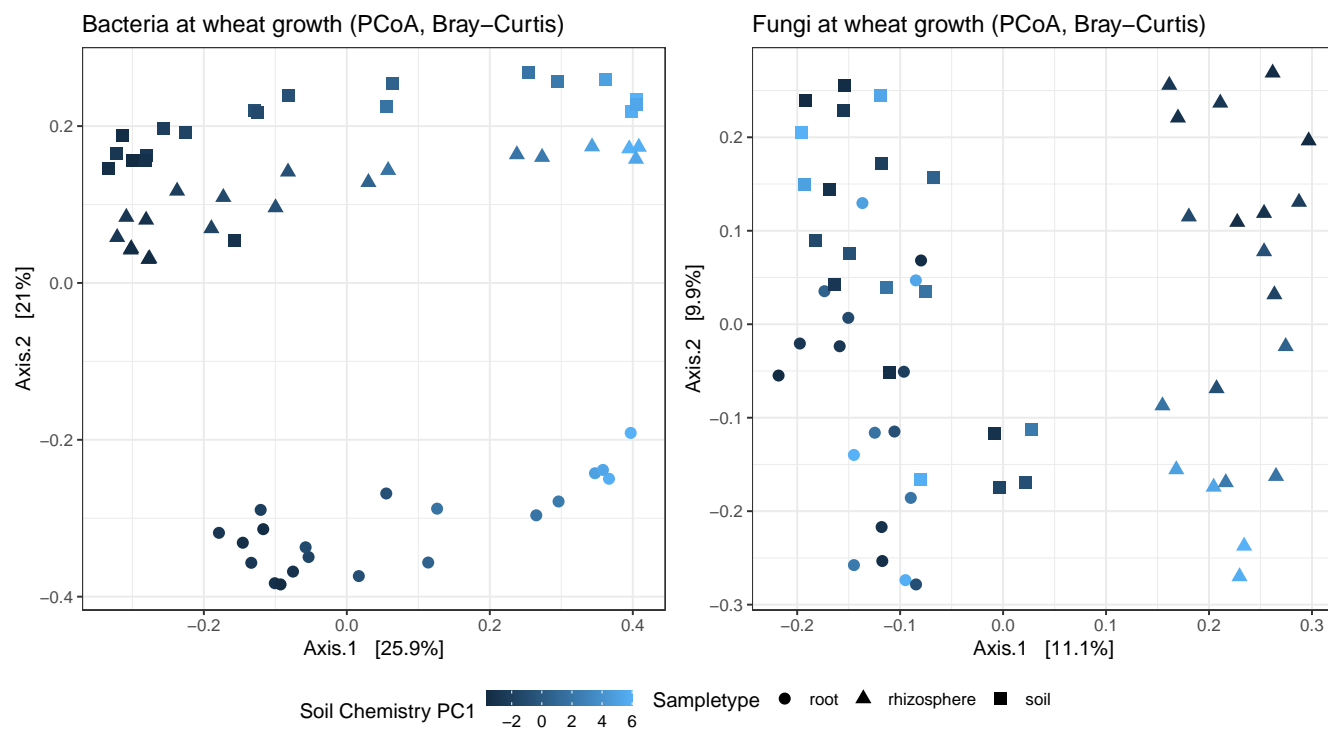 Bacteria at wheat growth (PCoA, Bray−Curtis)
0.2
0.0
−0.2
−0.4
−0.2
0.0
0.2
0.4
Axis.2 [21%]
Axis.1 [25.9%]
Fungi at wheat growth (PCoA, Bray−Curtis)
0.2
0.1
0.0
−0.1
−0.2
−0.3
−0.2
−0.1
0.0
0.1
0.2
0.3
Axis.2 [9.9%]
Axis.1 [11.1%]
Soil Chemistry PC1
−2 0 2 4 6
Sampletype root rhizosphere soil